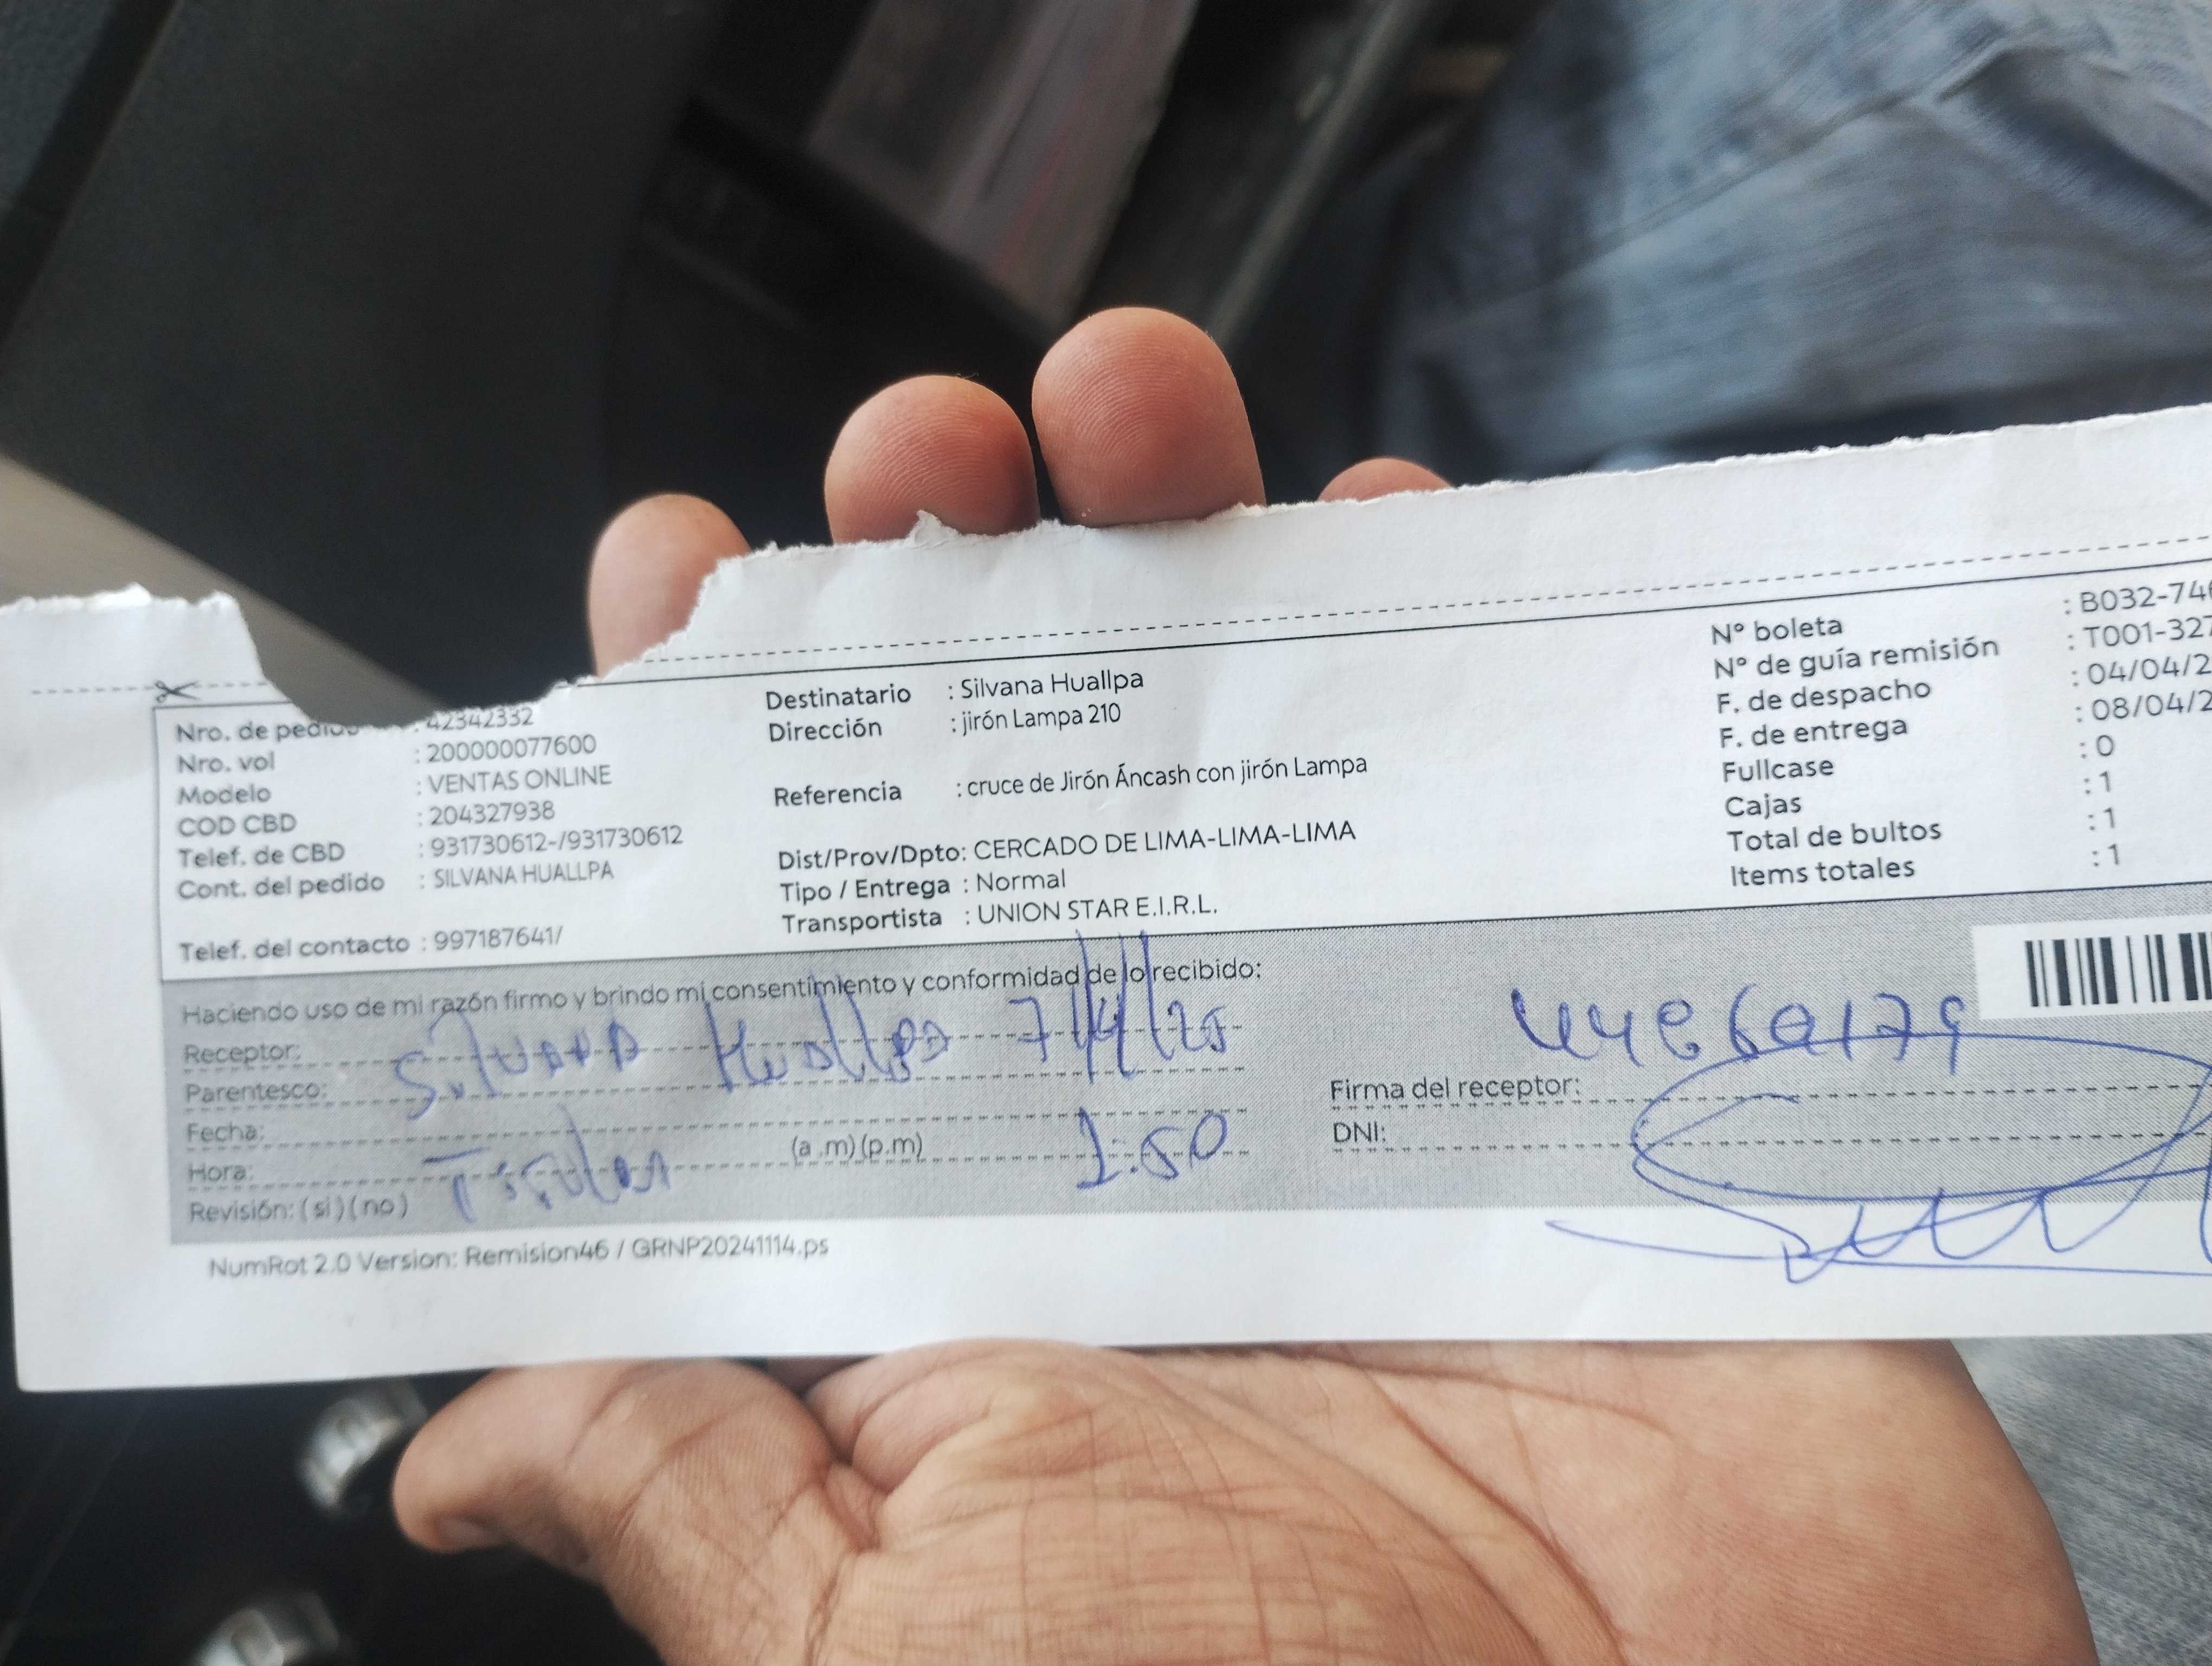 Nro. de pedido : 42342332
Nro. vol : 200000077600
Modelo : VENTAS ONLINE
COD CBD : 204327938
Telef. de CBD : 931730612-/931730612
Cont. del pedido : SILVANA HUALLPA
Telef. del contacto : 997187641/
Destinatario : Silvana Huallpa
Dirección : jirón Lampa 210
Referencia : cruce de Jirón Áncash con jirón Lampa
Dist/Prov/Dpto: CERCADO DE LIMA-LIMA-LIMA
Tipo / Entrega : Normal
Transportista : UNION STAR E.I.R.L.
N° boleta : B032-74
N° de guía remisión : T001-327
F. de despacho : 04/04/2
F. de entrega : 08/04/2
Fullcase : 0
Cajas : 1
Total de bultos : 1
Items totales : 1
Haciendo uso de mi razón firmo y brindo mi consentimiento y conformidad de lo recibido:
Receptor: Silvana Huallpa 7/4/25
Parentesco:
Fecha:
Hora: Titular (a .m) (p.m) 1:50
Revisión: ( si ) ( no )
Firma del receptor:
DNI:
NumRot 2.0 Version: Remision46 / GRNP20241114.ps